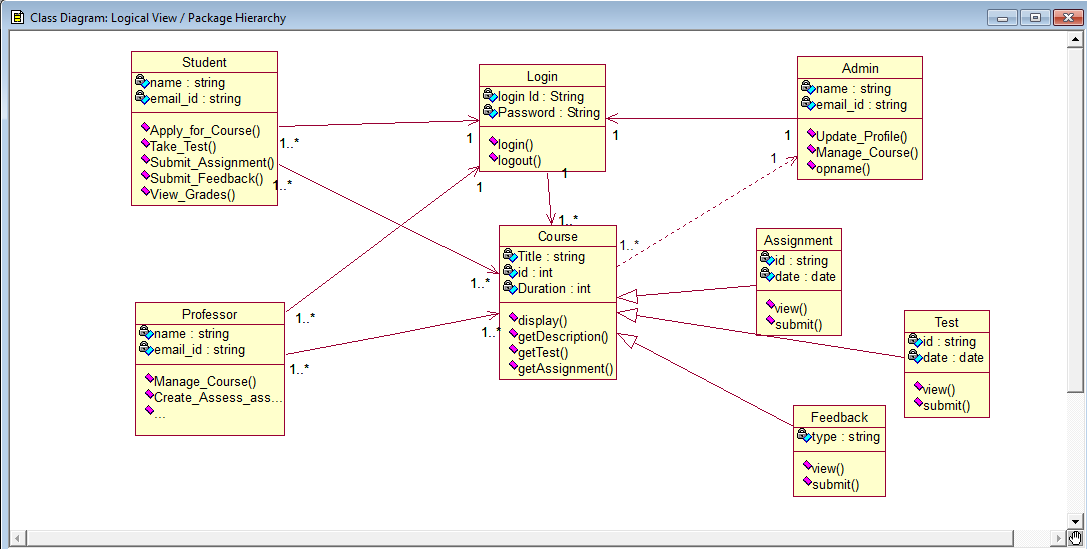 Class Diagram: Logical View / Package Hierarchy
Student
name : string
email_id : string
Apply_for_Course()
Take_Test()
Submit_Assignment()
Submit_Feedback()
View_Grades()
Login
login Id : String
Password : String
login()
logout()
Admin
name : string
email_id : string
Update_Profile()
Manage_Course()
opname()
1..*
1
1
1
1..*
1
1
1
1..*
1..*
1..*
Course
Title : string
id : int
Duration : int
display()
getDescription()
getTest()
getAssignment()
Assignment
id : string
date : date
view()
submit()
Professor
name : string
email_id : string
Manage_Course()
Create_Assess_ass...
...
1..*
1..*
1..*
Test
id : string
date : date
view()
submit()
Feedback
type : string
view()
submit()